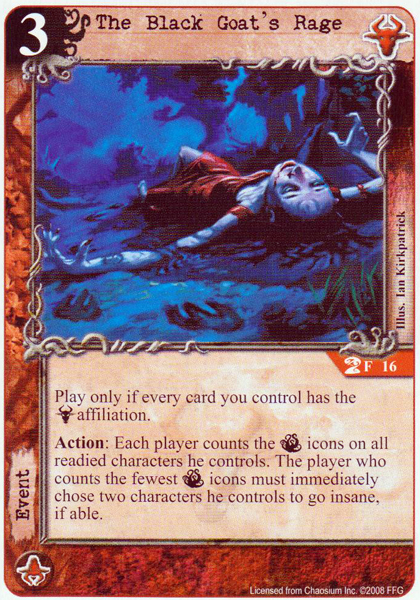 3
The Black Goat's Rage
Illus. Ian Kirkpatrick
F 16
Play only if every card you control has the
affiliation.
Action: Each player counts the icons on all
readied characters he controls. The player who
counts the fewest icons must immediately
chose two characters he controls to go insane,
if able.
Event
Licensed from Chaosium Inc. ©2008 FFG